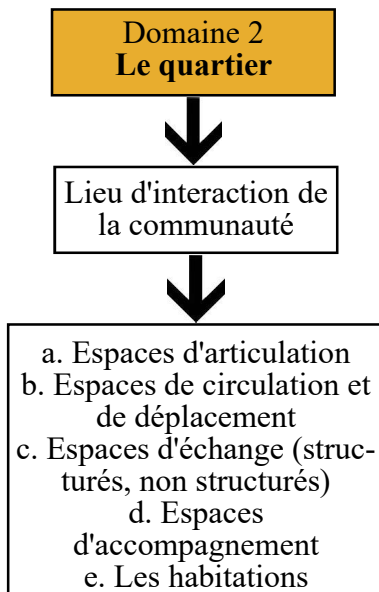 Domaine 2
Le quartier
Lieu d'interaction de
la communauté
a. Espaces d'articulation
b. Espaces de circulation et
de déplacement
c. Espaces d'échange (struc-
turés, non structurés)
d. Espaces
d'accompagnement
e. Les habitations